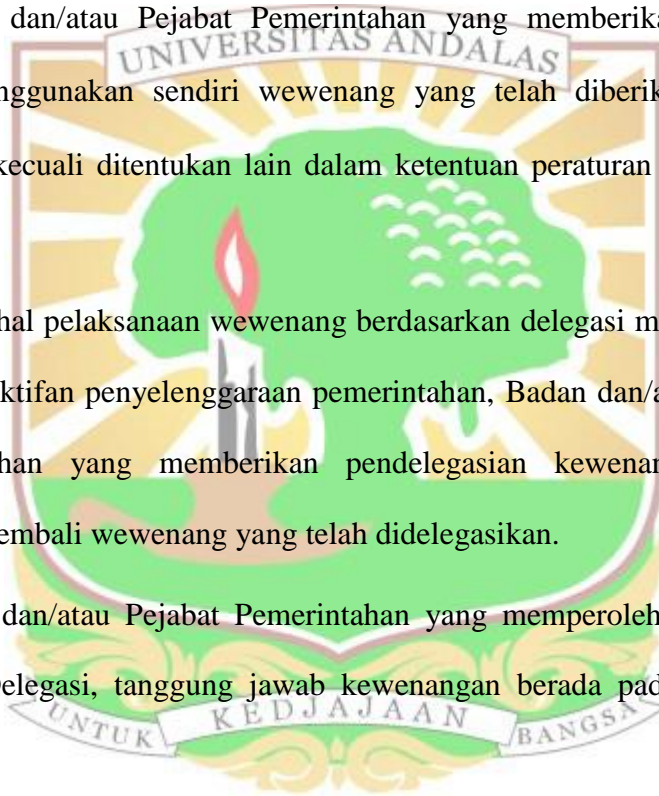 dan/atau Pejabat Pemerintahan yang memberika
UNIVERSITAS ANDALAS
nggunakan sendiri wewenang yang telah diberik
kecuali ditentukan lain dalam ketentuan peraturan
hal pelaksanaan wewenang berdasarkan delegasi m
ktifan penyelenggaraan pemerintahan, Badan dan/a
han yang memberikan pendelegasian kewenan
embali wewenang yang telah didelegasikan.
dan/atau Pejabat Pemerintahan yang memperoleh
Delegasi, tanggung jawab kewenangan berada pad
UNTUK KEDJAJAAN BANGSA